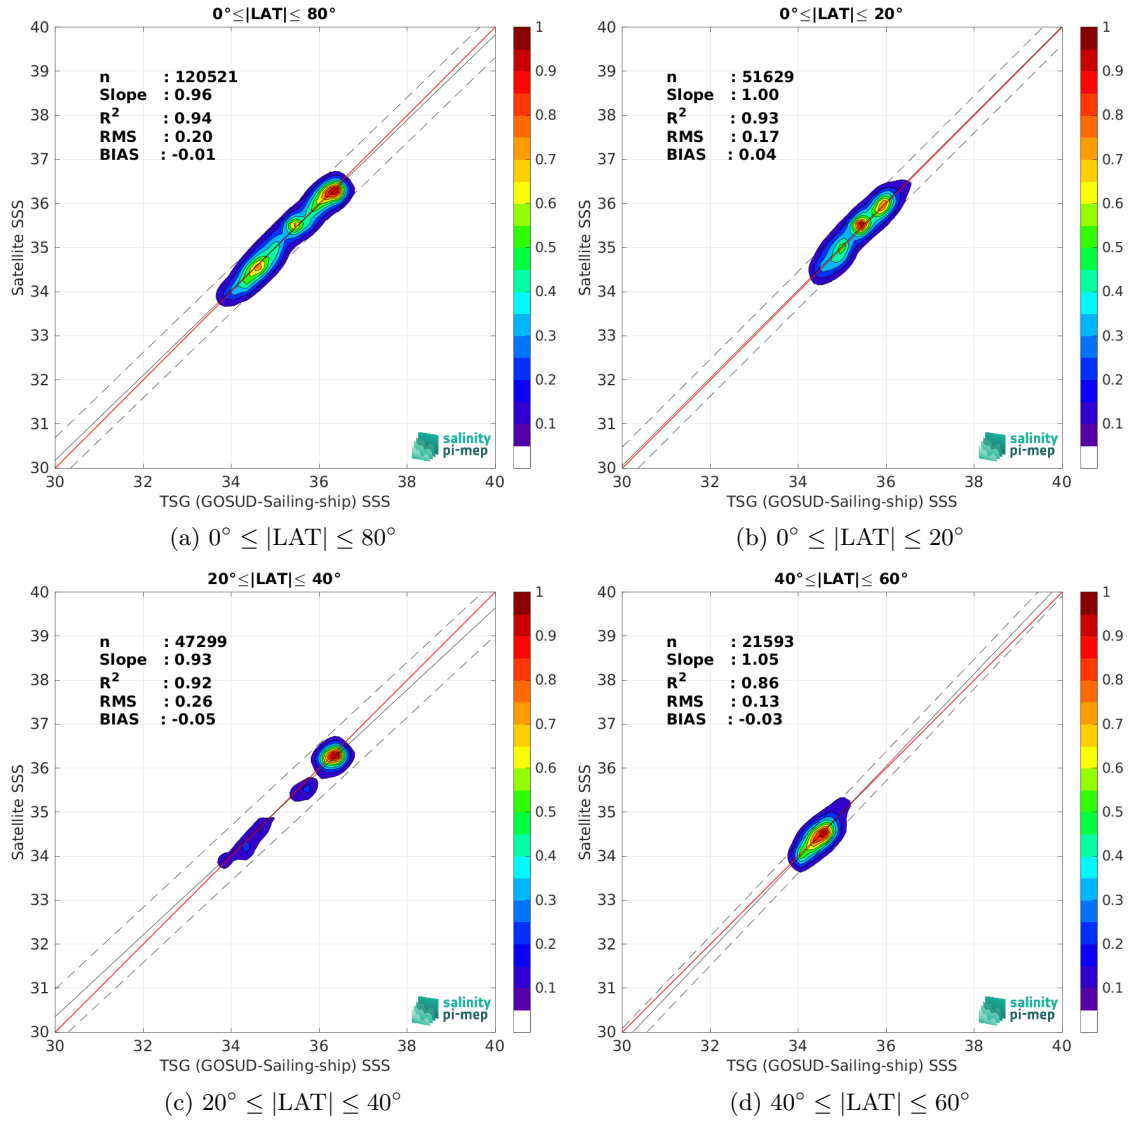 0°≤|LAT|≤ 80°
40
39
38
37
36
35
34
33
32
31
30
30
32
34
36
38
40
Satellite SSS
TSG (GOSUD-Sailing-ship) SSS
n : 120521
Slope : 0.96
R² : 0.94
RMS : 0.20
BIAS : -0.01
salinity
pi-mep
1
0.9
0.8
0.7
0.6
0.5
0.4
0.3
0.2
0.1
(a) 0° ≤ |LAT| ≤ 80°
0°≤|LAT|≤ 20°
40
39
38
37
36
35
34
33
32
31
30
30
32
34
36
38
40
Satellite SSS
TSG (GOSUD-Sailing-ship) SSS
n : 51629
Slope : 1.00
R² : 0.93
RMS : 0.17
BIAS : 0.04
salinity
pi-mep
1
0.9
0.8
0.7
0.6
0.5
0.4
0.3
0.2
0.1
(b) 0° ≤ |LAT| ≤ 20°
20°≤|LAT|≤ 40°
40
39
38
37
36
35
34
33
32
31
30
30
32
34
36
38
40
Satellite SSS
TSG (GOSUD-Sailing-ship) SSS
n : 47299
Slope : 0.93
R² : 0.92
RMS : 0.26
BIAS : -0.05
salinity
pi-mep
1
0.9
0.8
0.7
0.6
0.5
0.4
0.3
0.2
0.1
(c) 20° ≤ |LAT| ≤ 40°
40°≤|LAT|≤ 60°
40
39
38
37
36
35
34
33
32
31
30
30
32
34
36
38
40
Satellite SSS
TSG (GOSUD-Sailing-ship) SSS
n : 21593
Slope : 1.05
R² : 0.86
RMS : 0.13
BIAS : -0.03
salinity
pi-mep
1
0.9
0.8
0.7
0.6
0.5
0.4
0.3
0.2
0.1
(d) 40° ≤ |LAT| ≤ 60°